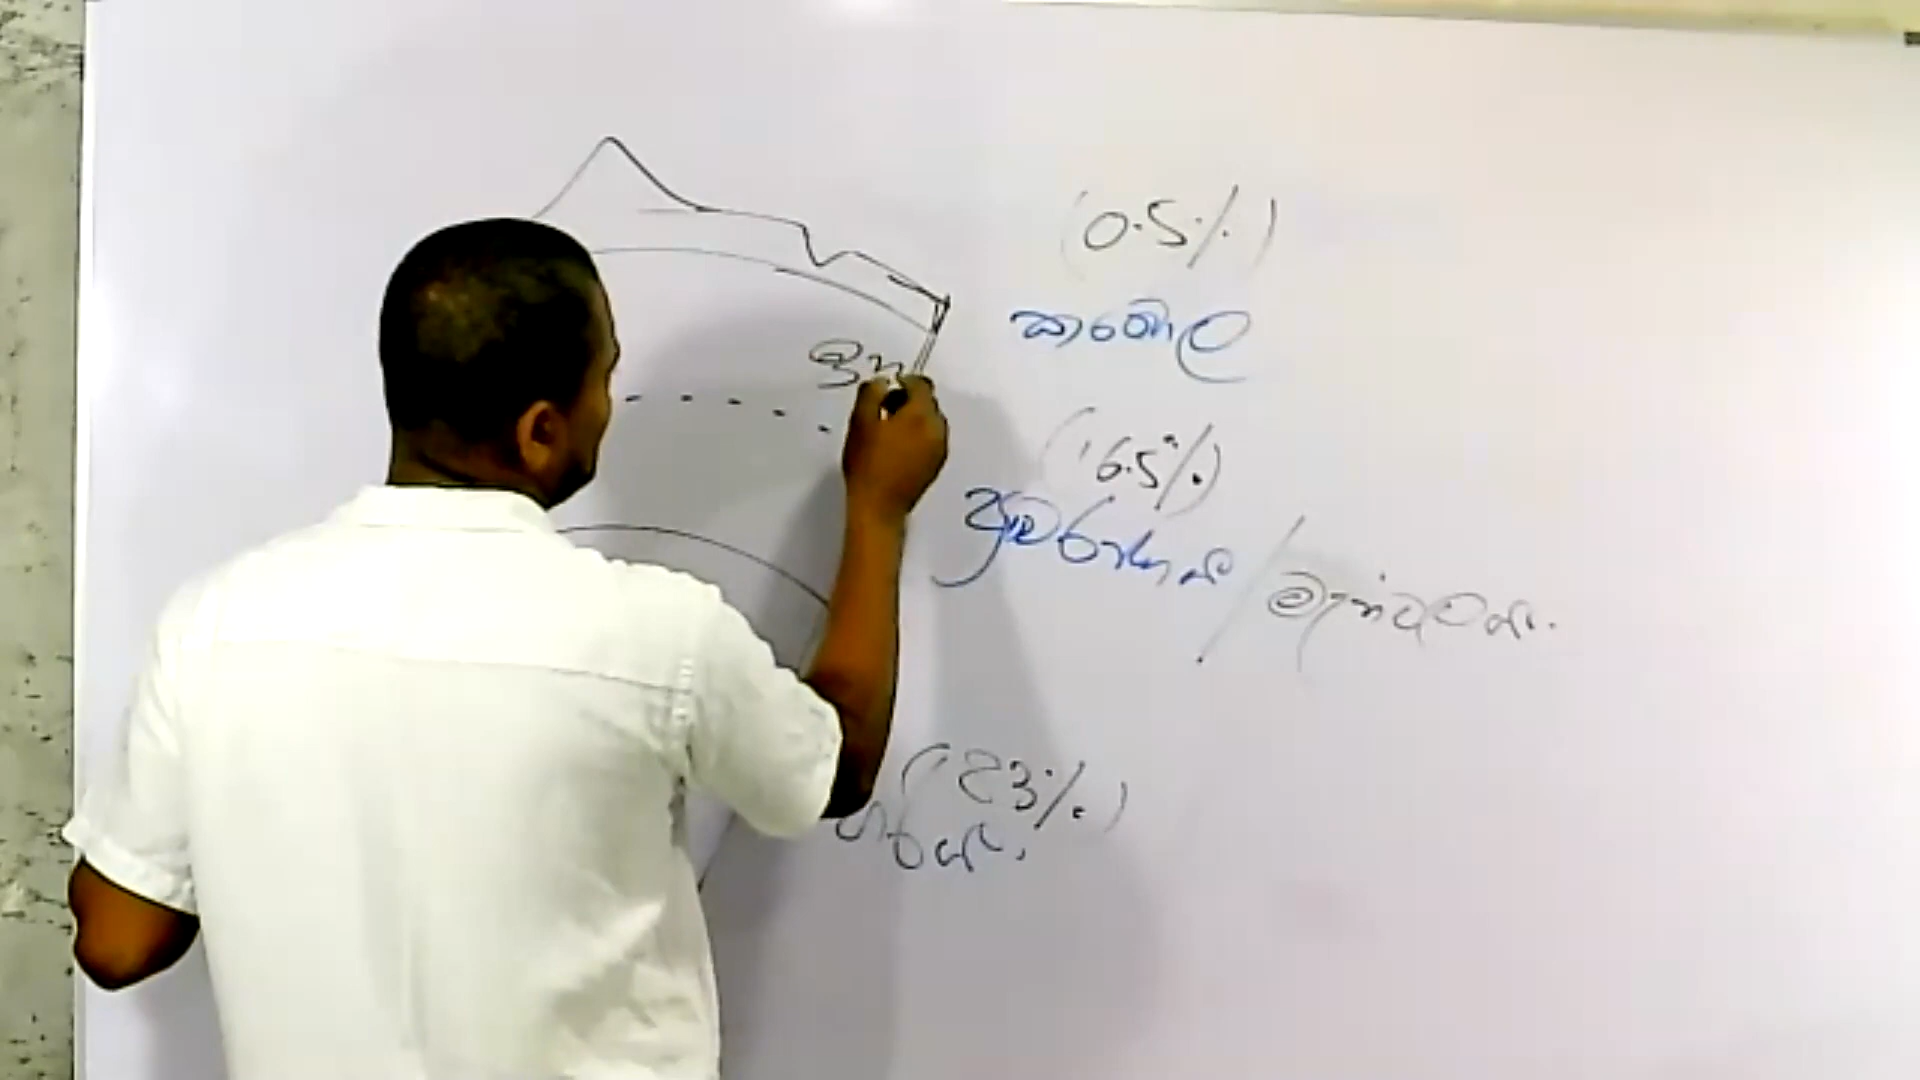 (0.5%)
කබොල
(16.5%)
ප්‍රාවරණය / මැන්ටලය.
(83%)
හරය.